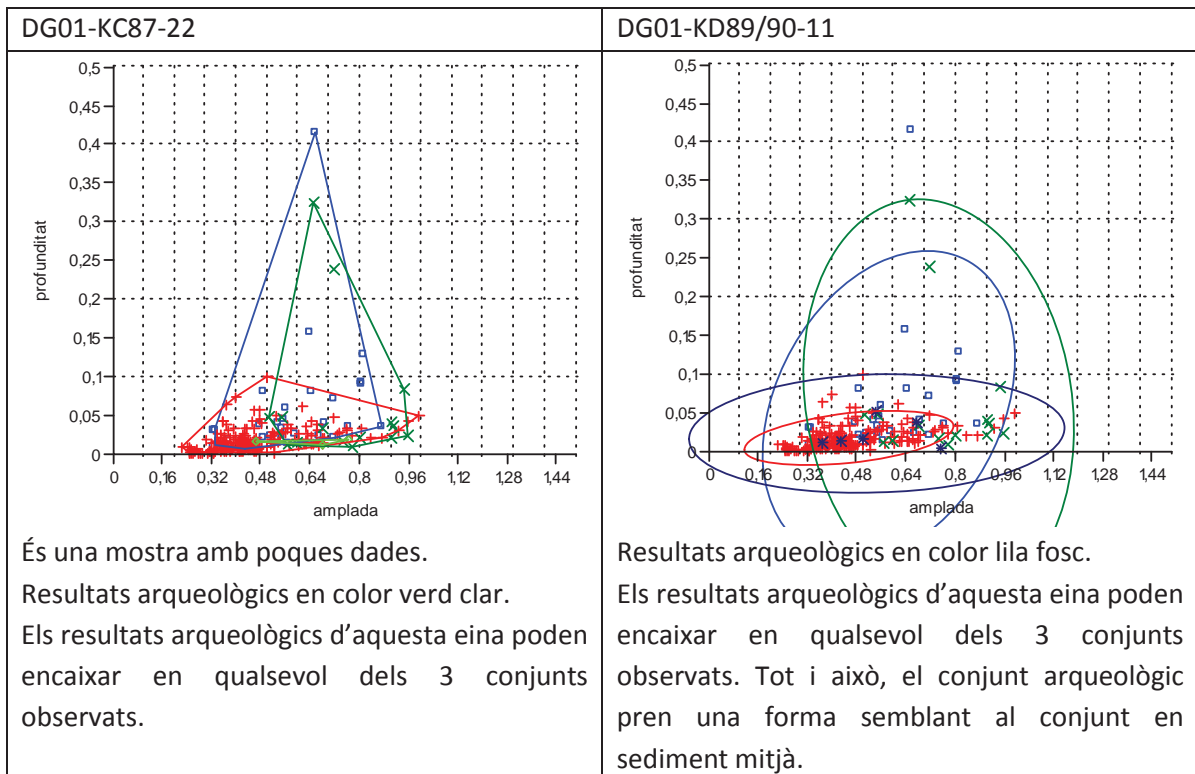 DG01-KC87-22
0,5
0,45
0,4
0,35
0,3
0,25
0,2
0,15
0,1
0,05
0
profunditat
0,16 0,32 0,48 0,64 0,8 0,96 1,12 1,28 1,44
amplada
És una mostra amb poques dades.
Resultats arqueològics en color verd clar.
Els resultats arqueològics d’aquesta eina poden
encaixar en qualsevol dels 3 conjunts
observats.
DG01-KD89/90-11
0,5
0,45
0,4
0,35
0,3
0,25
0,2
0,15
0,1
0,05
0
profunditat
0 0,16 0,32 0,48 0,64 0,8 0,96 1,12 1,28 1,44
amplada
Resultats arqueològics en color lila fosc.
Els resultats arqueològics d’aquesta eina poden
encaixar en qualsevol dels 3 conjunts
observats. Tot i això, el conjunt arqueològic
pren una forma semblant al conjunt en
sediment mitjà.